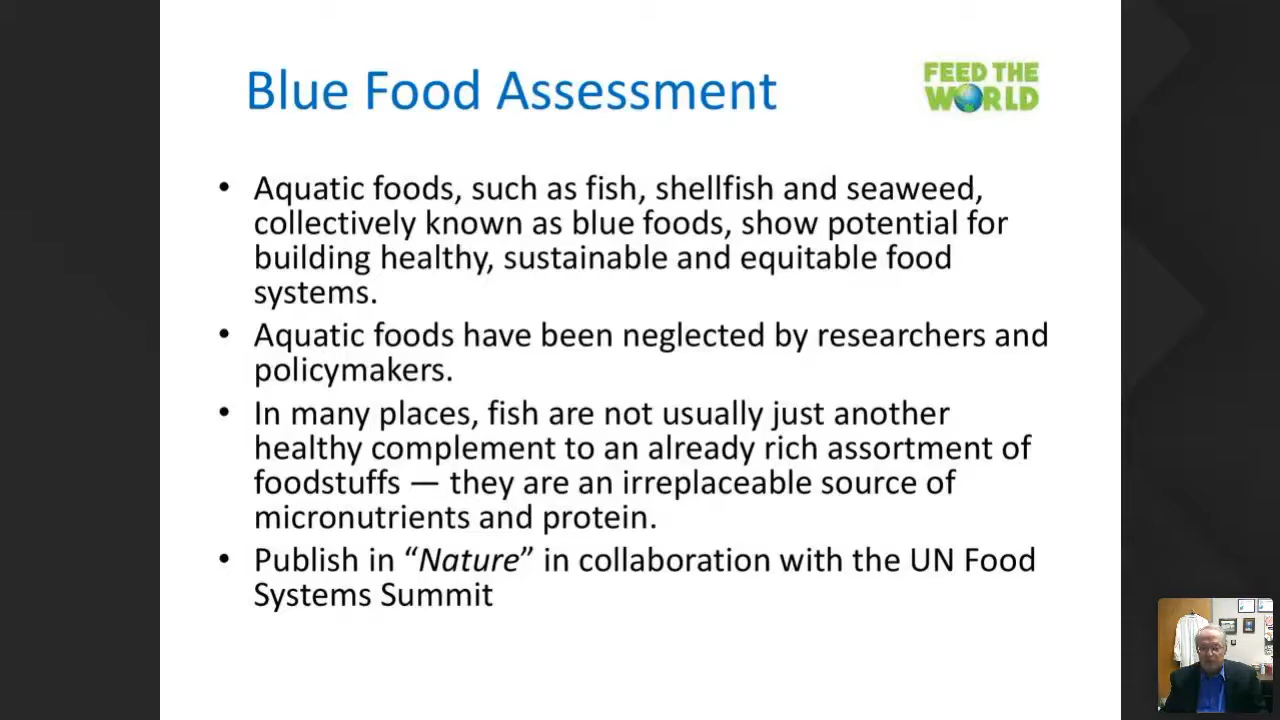 Blue Food Assessment
FEED THE
WORLD
• Aquatic foods, such as fish, shellfish and seaweed,
collectively known as blue foods, show potential for
building healthy, sustainable and equitable food
systems.
• Aquatic foods have been neglected by researchers and
policymakers.
• In many places, fish are not usually just another
healthy complement to an already rich assortment of
foodstuffs — they are an irreplaceable source of
micronutrients and protein.
• Publish in “Nature” in collaboration with the UN Food
Systems Summit